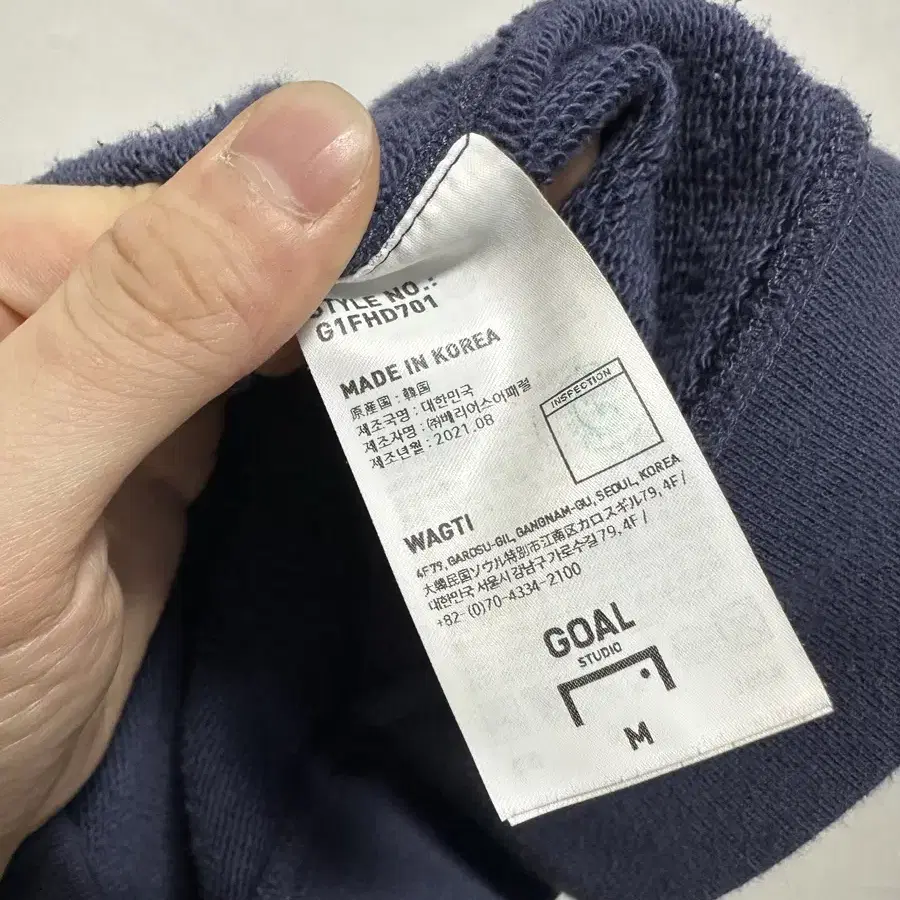 STYLE NO.:
G1FHD701
MADE IN KOREA
原産国 : 韓国
제조국명 : 대한민국
제조자명 : ㈜배리어스어패럴
제조년월 : 2021.08
INSPECTION
WAGTI
4F 79, GAROSU-GIL, GANGNAM-GU, SEOUL, KOREA
大韓民国ソウル特別市江南区カロスギル79, 4F /
대한민국 서울시 강남구 가로수길 79, 4F /
+82- (0)70-4334-2100
GOAL
STUDIO
M